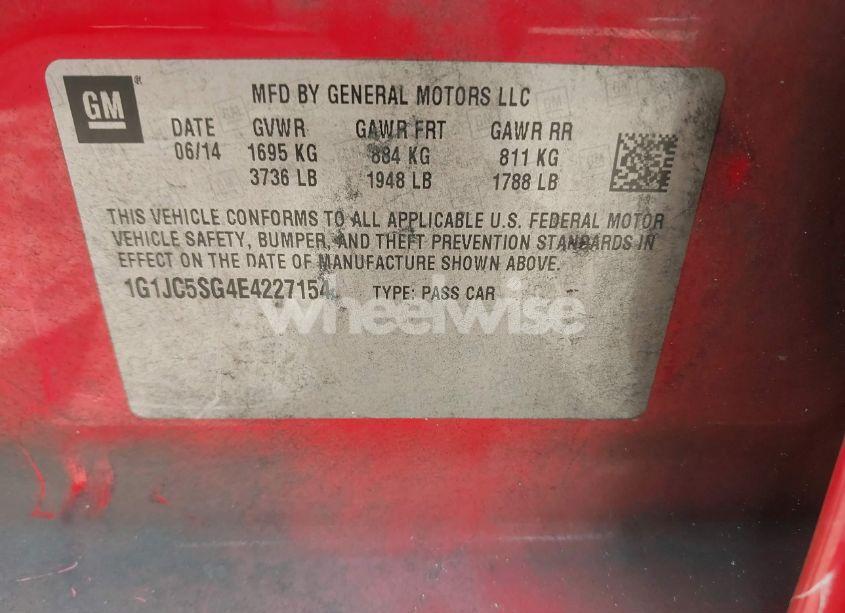 GM
MFD BY GENERAL MOTORS LLC
DATE GVWR GAWR FRT GAWR RR
06/14 1695 KG 884 KG 811 KG
3736 LB 1948 LB 1788 LB
THIS VEHICLE CONFORMS TO ALL APPLICABLE U.S. FEDERAL MOTOR
VEHICLE SAFETY, BUMPER, AND THEFT PREVENTION STANDARDS IN
EFFECT ON THE DATE OF MANUFACTURE SHOWN ABOVE.
1G1JC5SG4E4227154 TYPE: PASS CAR
wheelwise